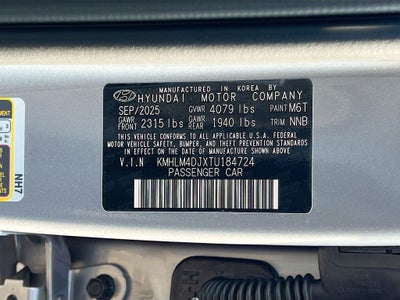 MANUFACTURED IN KOREA BY
HYUNDAI MOTOR COMPANY
SEP/2025 GVWR 4079 lbs PAINT M6T
GAWR FRONT 2315 lbs GAWR REAR 1940 lbs TRIM NNB
THIS VEHICLE CONFORMS TO ALL APPLICABLE U.S.A. FEDERAL
MOTOR VEHICLE SAFETY, BUMPER, AND THEFT PREVENTION STANDARDS
IN EFFECT ON THE DATE OF MANUFACTURE SHOWN ABOVE.
V.I.N KMHLM4DJXTU184724
PASSENGER CAR
NH7
3